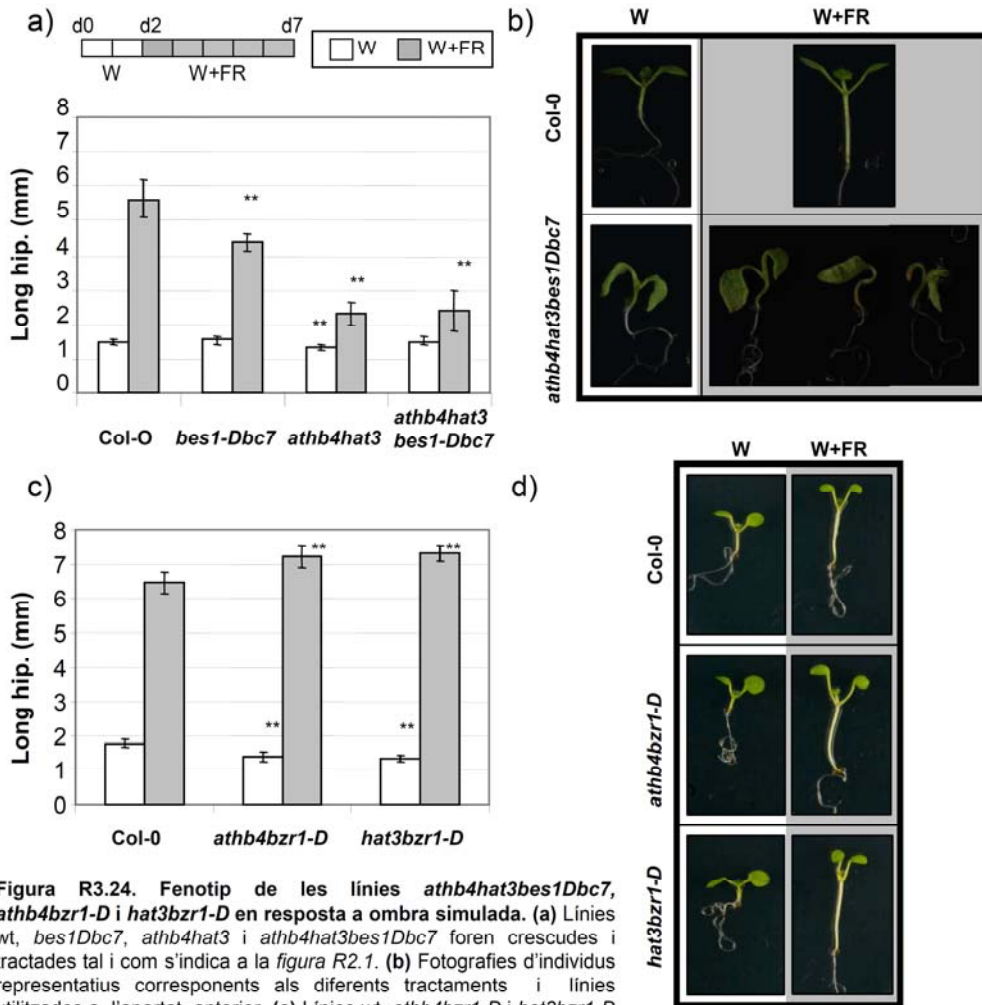 a)
d0 d2 d7
W W+FR
W W+FR
8
7
6
5
4
3
2
1
0
Long hip. (mm)
** ** ** **
Col-O bes1-Dbc7 athb4hat3 athb4hat3
bes1-Dbc7
b)
W W+FR
Col-0
athb4hat3bes1Dbc7
c)
8
7
6
5
4
3
2
1
0
Long hip. (mm)
** ** ** **
Col-0 athb4bzr1-D hat3bzr1-D
d)
W W+FR
Col-0
athb4bzr1-D
hat3bzr1-D
Figura R3.24. Fenotip de les línies athb4hat3bes1Dbc7,
athb4bzr1-D i hat3bzr1-D en resposta a ombra simulada. (a) Línies
wt, bes1Dbc7, athb4hat3 i athb4hat3bes1Dbc7 foren crescudes i
tractades tal i com s'indica a la figura R2.1. (b) Fotografies d'individus
representatius corresponents als diferents tractaments i línies